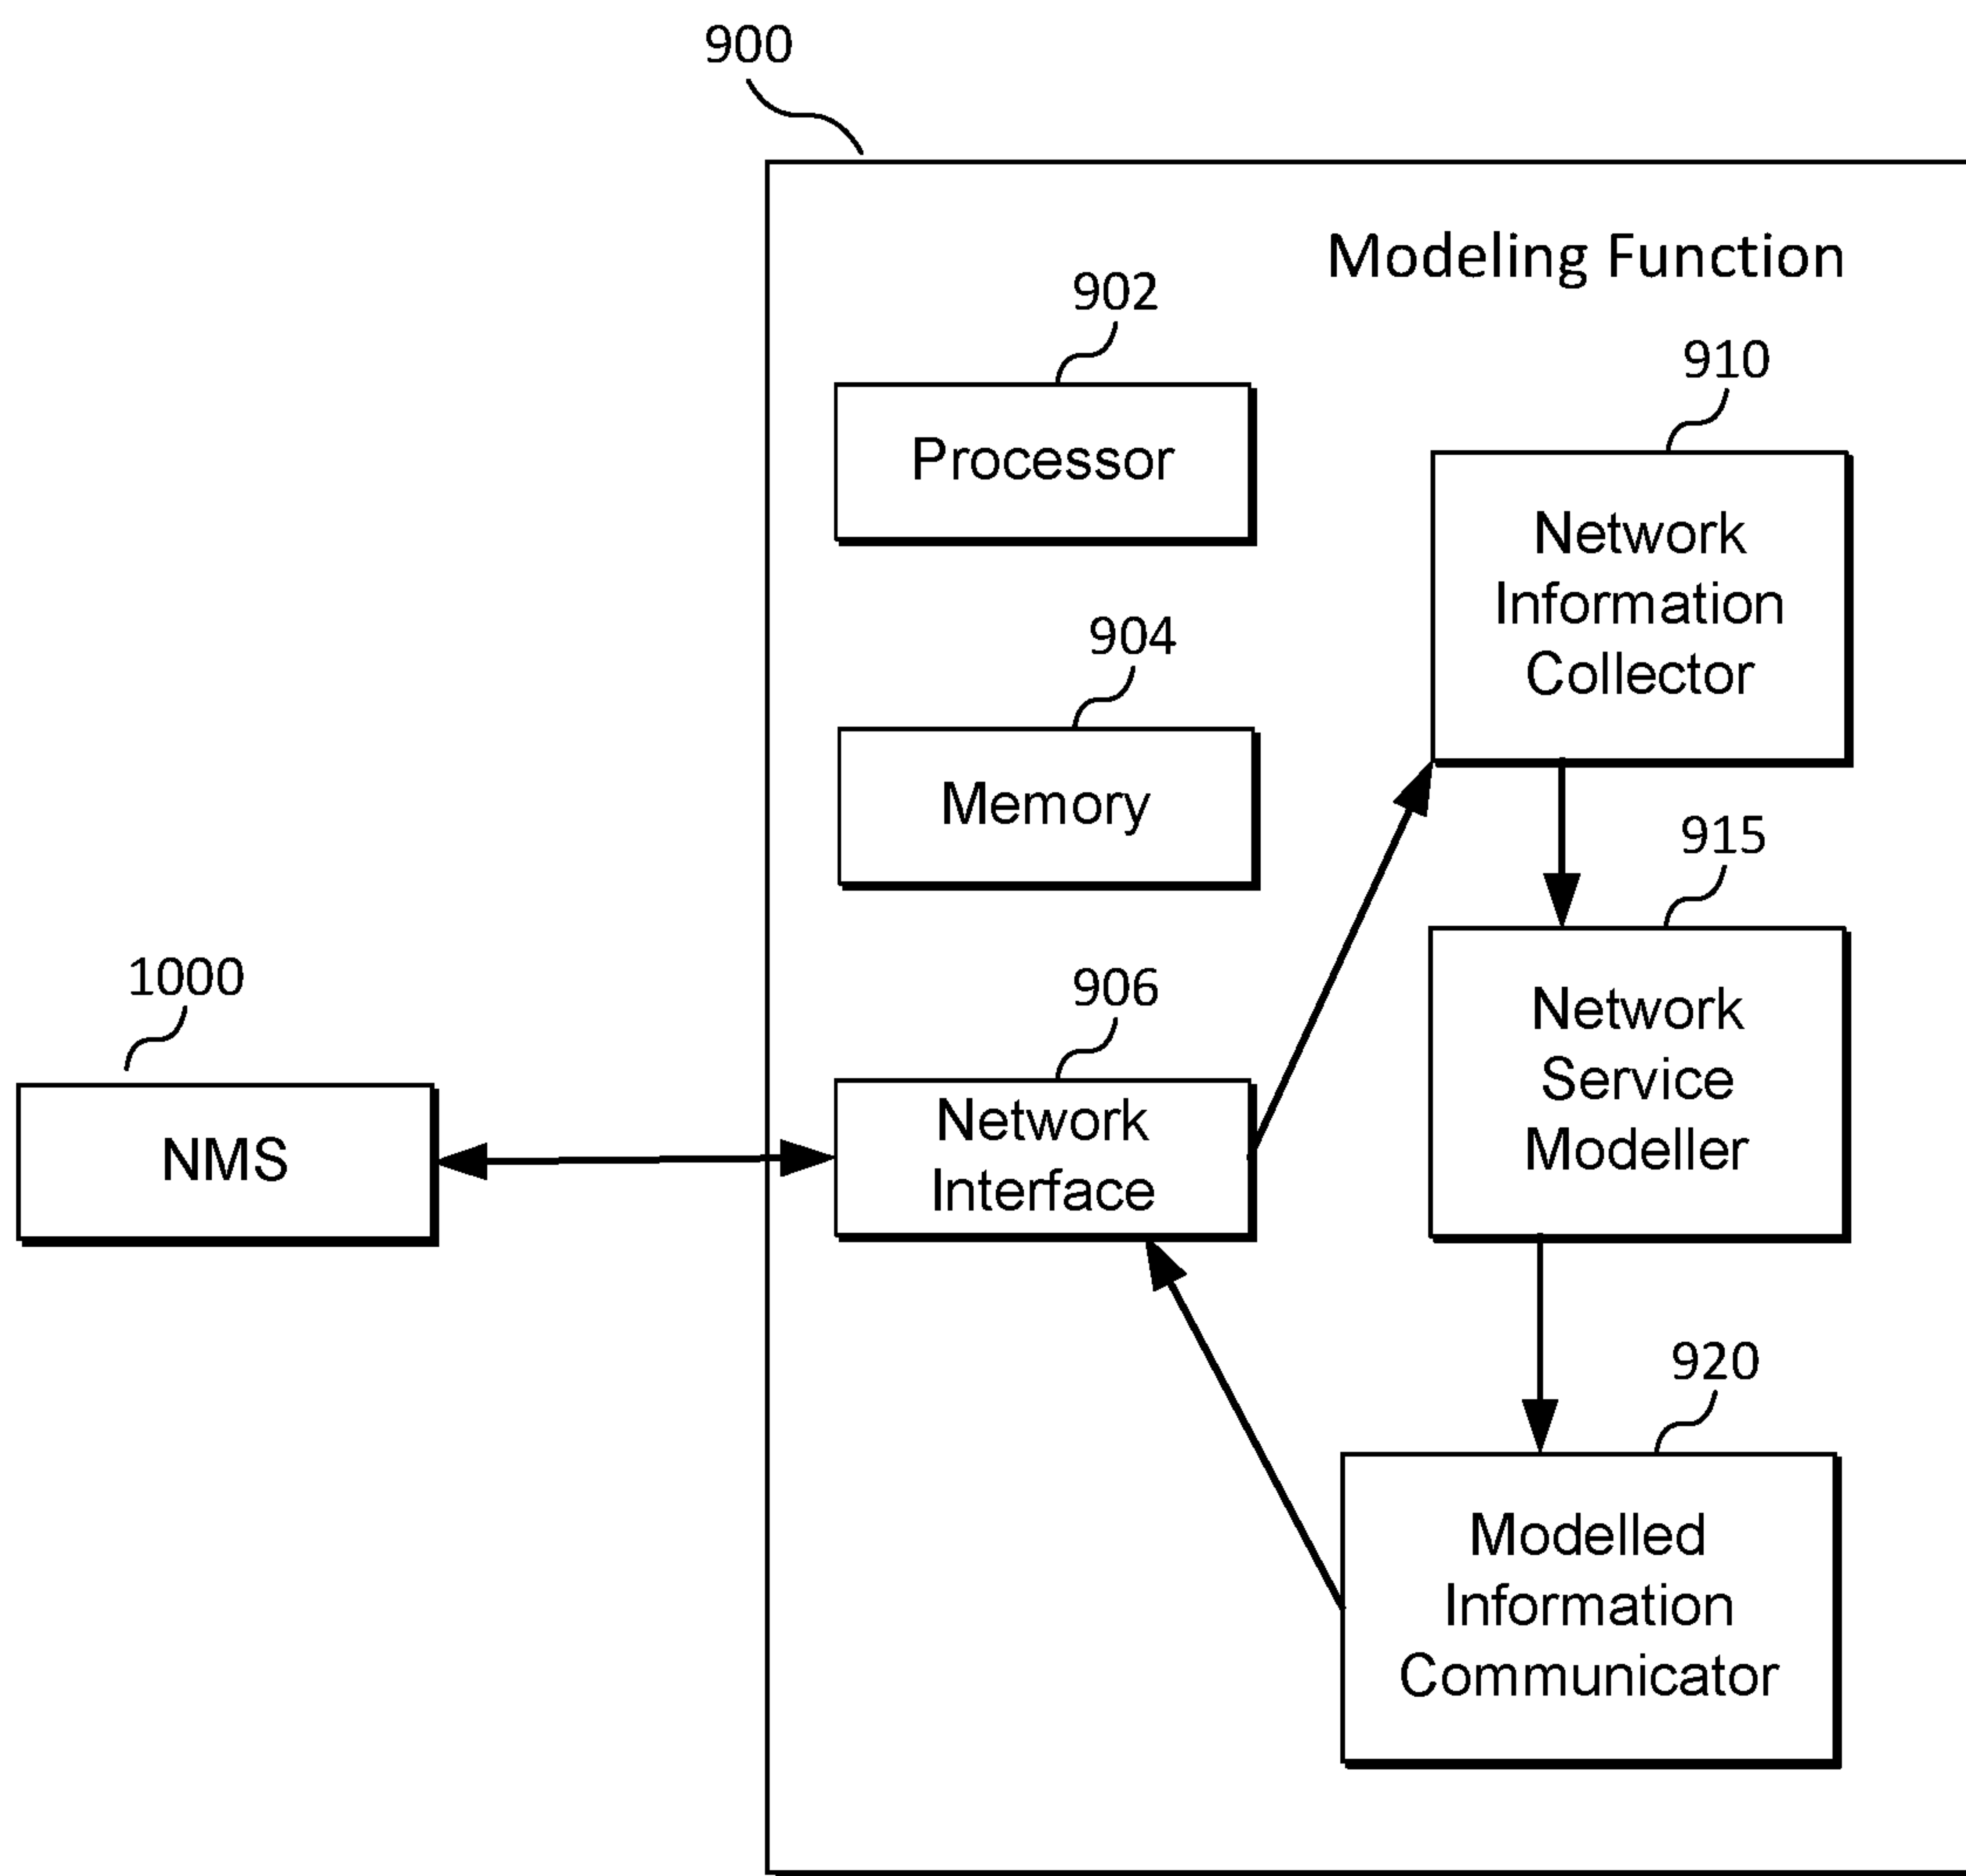 900
Modeling Function
902
Processor
910
Network
Information
Collector
904
Memory
915
Network
Service
Modeller
1000
NMS
906
Network
Interface
920
Modelled
Information
Communicator